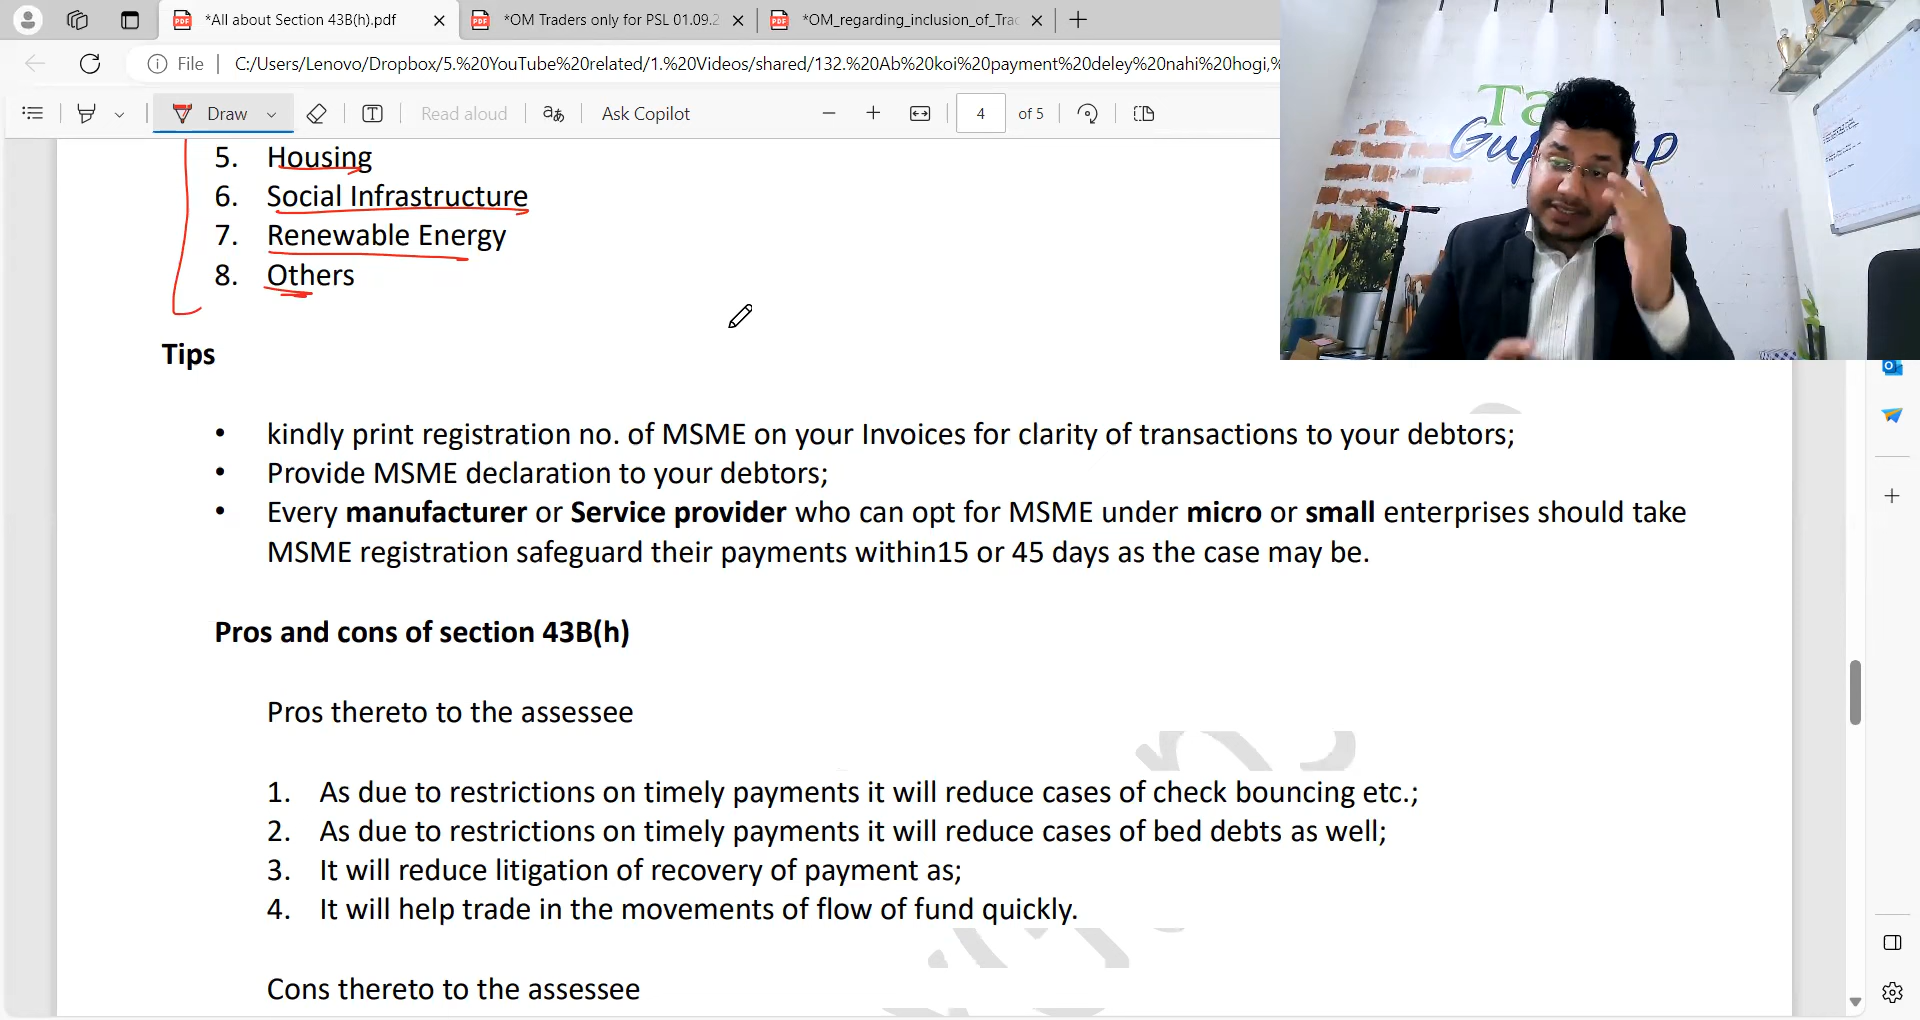 *All about Section 43B(h).pdf
*OM Traders only for PSL 01.09.2
*OM_regarding_inclusion_of_Trac
File
C:/Users/Lenovo/Dropbox/5.%20YouTube%20related/1.%20Videos/shared/132.%20Ab%20koi%20payment%20deley%20nahi%20hogi,%
Draw
Read aloud
Ask Copilot
4 of 5
5. Housing
6. Social Infrastructure
7. Renewable Energy
8. Others
Tips
• kindly print registration no. of MSME on your Invoices for clarity of transactions to your debtors;
• Provide MSME declaration to your debtors;
• Every manufacturer or Service provider who can opt for MSME under micro or small enterprises should take
MSME registration safeguard their payments within15 or 45 days as the case may be.
Pros and cons of section 43B(h)
Pros thereto to the assessee
1. As due to restrictions on timely payments it will reduce cases of check bouncing etc.;
2. As due to restrictions on timely payments it will reduce cases of bed debts as well;
3. It will reduce litigation of recovery of payment as;
4. It will help trade in the movements of flow of fund quickly.
Cons thereto to the assessee